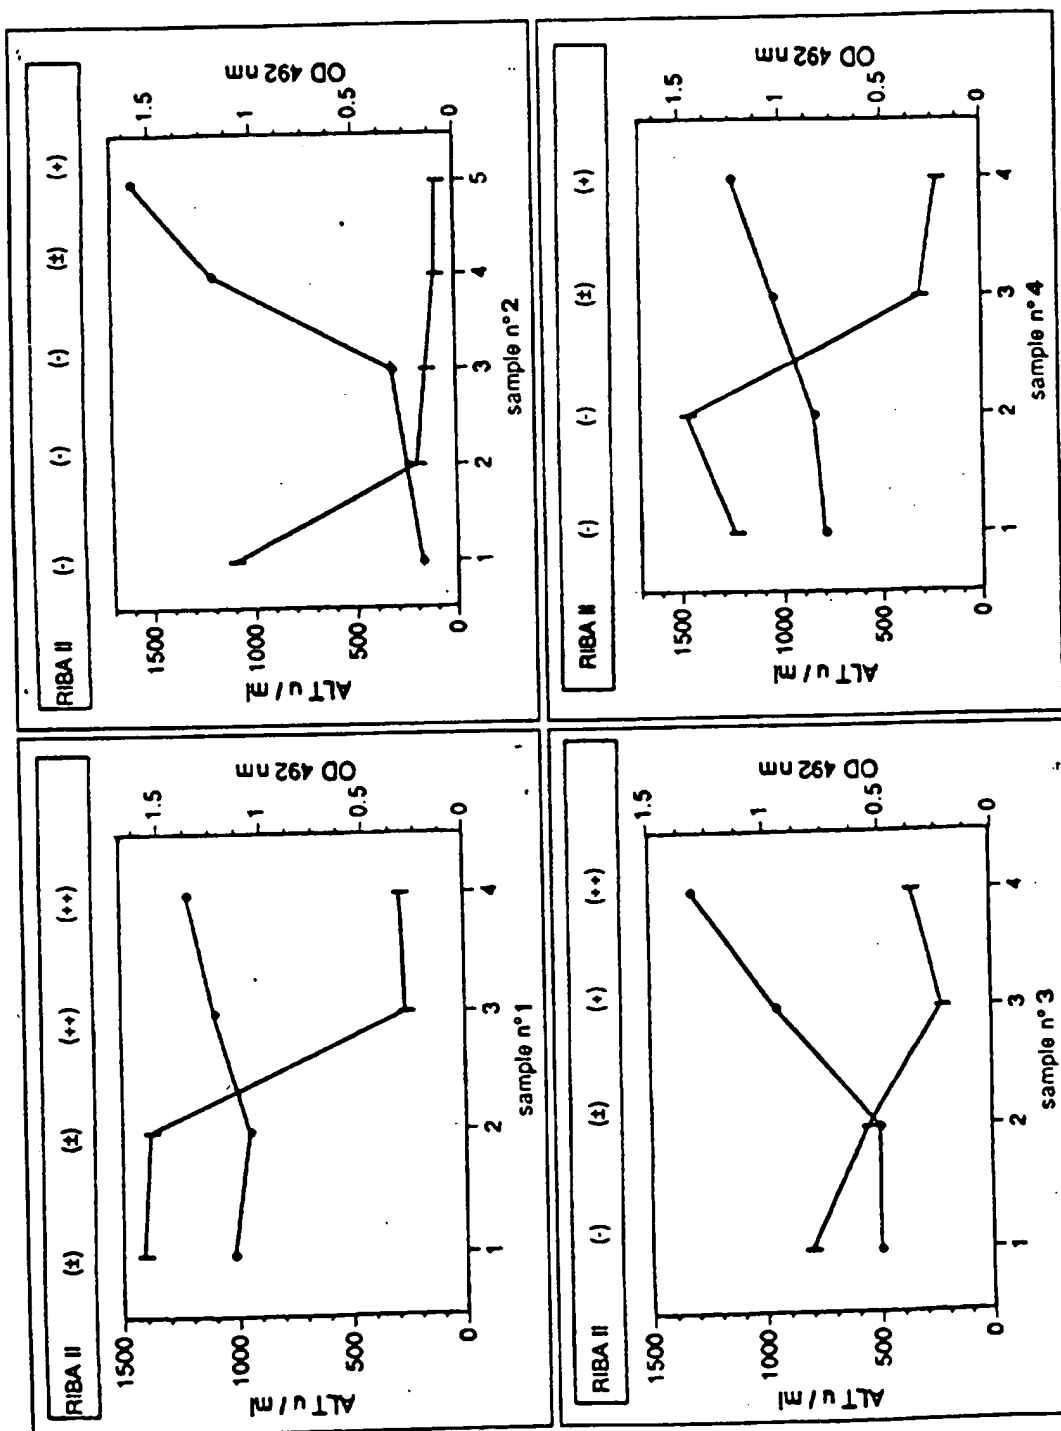 RIBA II (±) (±) (++) (++)
ALT u / ml
1500
1000
500
0
OD 492 nm
1.5
1
0.5
0
1 2 3 4
sample n°1
RIBA II (-) (-) (-) (±) (+)
ALT u / ml
1500
1000
500
0
OD 492 nm
1.5
1
0.5
0
1 2 3 4 5
sample n°2
RIBA II (-) (±) (+) (++)
ALT u / ml
1500
1000
500
0
OD 492 nm
1.5
1
0.5
0
1 2 3 4
sample n°3
RIBA II (-) (-) (±) (+)
ALT u / ml
1500
1000
500
0
OD 492 nm
1.5
1
0.5
0
1 2 3 4
sample n°4